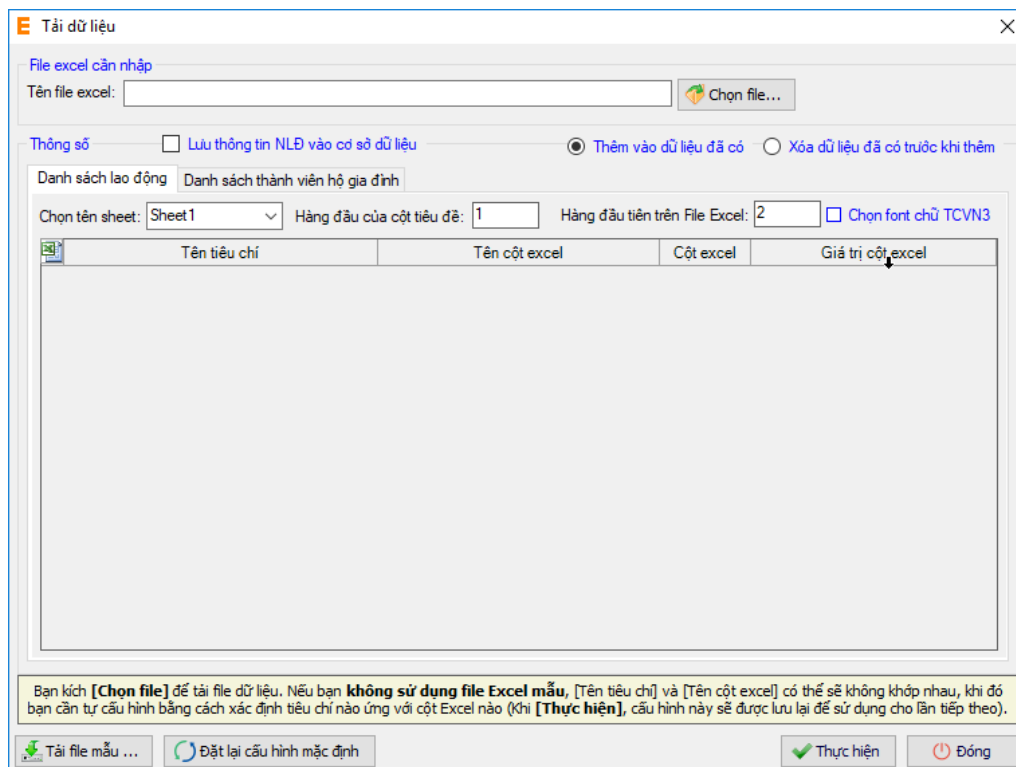 E Tải dữ liệu
File excel cần nhập
Tên file excel: Chọn file...
Thông số Lưu thông tin NLĐ vào cơ sở dữ liệu Thêm vào dữ liệu đã có Xóa dữ liệu đã có trước khi thêm
Danh sách lao động Danh sách thành viên hộ gia đình
Chọn tên sheet: Sheet1 Hàng đầu của cột tiêu đề: 1 Hàng đầu tiên trên File Excel: 2 Chọn font chữ TCVN3
Tên tiêu chí Tên cột excel Cột excel Giá trị cột excel
Bạn kích [Chọn file] để tải file dữ liệu. Nếu bạn không sử dụng file Excel mẫu, [Tên tiêu chí] và [Tên cột excel] có thể sẽ không khớp nhau, khi đó
bạn cần tự cấu hình bằng cách xác định tiêu chí nào ứng với cột Excel nào (Khi [Thực hiện], cấu hình này sẽ được lưu lại để sử dụng cho lần tiếp theo).
Tải file mẫu ... Đặt lại cấu hình mặc định Thực hiện Đóng